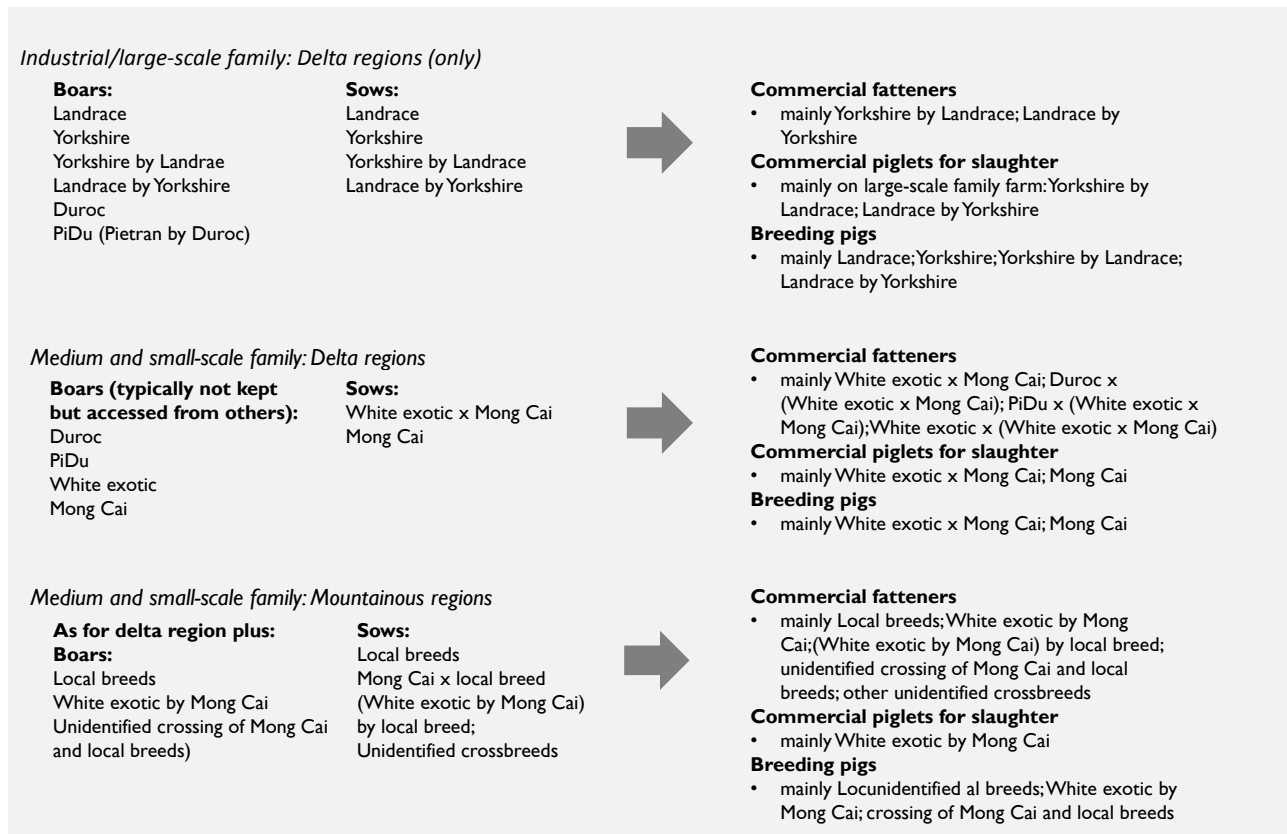 Industrial/large-scale family: Delta regions (only)
Boars:
Landrace
Yorkshire
Yorkshire by Landrae
Landrace by Yorkshire
Duroc
PiDu (Pietran by Duroc)
Sows:
Landrace
Yorkshire
Yorkshire by Landrace
Landrace by Yorkshire
Commercial fatteners
• mainly Yorkshire by Landrace; Landrace by
Yorkshire
Commercial piglets for slaughter
• mainly on large-scale family farm: Yorkshire by
Landrace; Landrace by Yorkshire
Breeding pigs
• mainly Landrace; Yorkshire; Yorkshire by Landrace;
Landrace by Yorkshire
Medium and small-scale family: Delta regions
Boars (typically not kept
but accessed from others):
Duroc
PiDu
White exotic
Mong Cai
Sows:
White exotic x Mong Cai
Mong Cai
Commercial fatteners
• mainly White exotic x Mong Cai; Duroc x
(White exotic x Mong Cai); PiDu x (White exotic x
Mong Cai); White exotic x (White exotic x Mong Cai)
Commercial piglets for slaughter
• mainly White exotic x Mong Cai; Mong Cai
Breeding pigs
• mainly White exotic x Mong Cai; Mong Cai
Medium and small-scale family: Mountainous regions
As for delta region plus:
Boars:
Local breeds
White exotic by Mong Cai
Unidentified crossing of Mong Cai
and local breeds)
Sows:
Local breeds
Mong Cai x local breed
(White exotic by Mong Cai)
by local breed;
Unidentified crossbreeds
Commercial fatteners
• mainly Local breeds; White exotic by Mong
Cai;(White exotic by Mong Cai) by local breed;
unidentified crossing of Mong Cai and local
breeds; other unidentified crossbreeds
Commercial piglets for slaughter
• mainly White exotic by Mong Cai
Breeding pigs
• mainly Locunidentified al breeds; White exotic by
Mong Cai; crossing of Mong Cai and local breeds